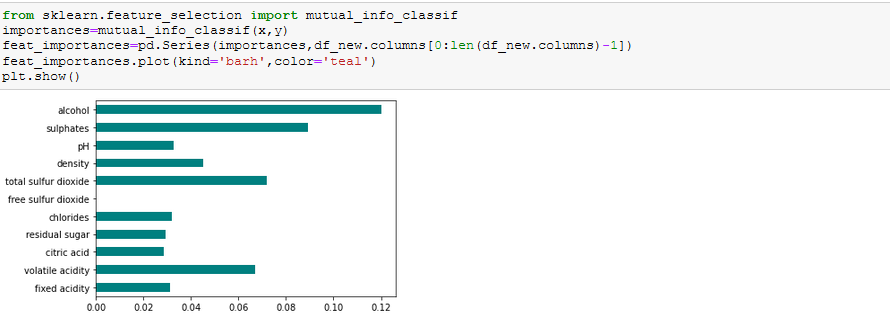 from sklearn.feature_selection import mutual_info_classif
importances=mutual_info_classif(x,y)
feat_importances=pd.Series(importances,df_new.columns[0:len(df_new.columns)-1])
feat_importances.plot(kind='barh',color='teal')
plt.show()
alcohol
sulphates
pH
density
total sulfur dioxide
free sulfur dioxide
chlorides
residual sugar
citric acid
volatile acidity
fixed acidity
0.00 0.02 0.04 0.06 0.08 0.10 0.12